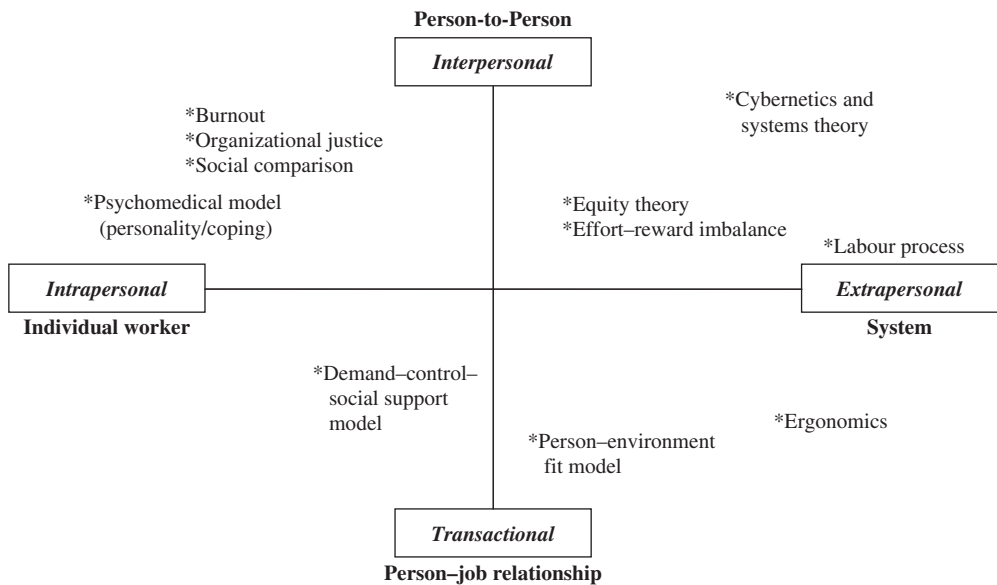 Person-to-Person
Interpersonal
*Cybernetics and
systems theory
*Burnout
*Organizational justice
*Social comparison
*Psychomedical model
(personality/coping)
*Equity theory
*Effort–reward imbalance
*Labour process
Intrapersonal
Individual worker
Extrapersonal
System
*Demand–control–
social support
model
*Person–environment
fit model
*Ergonomics
Transactional
Person–job relationship